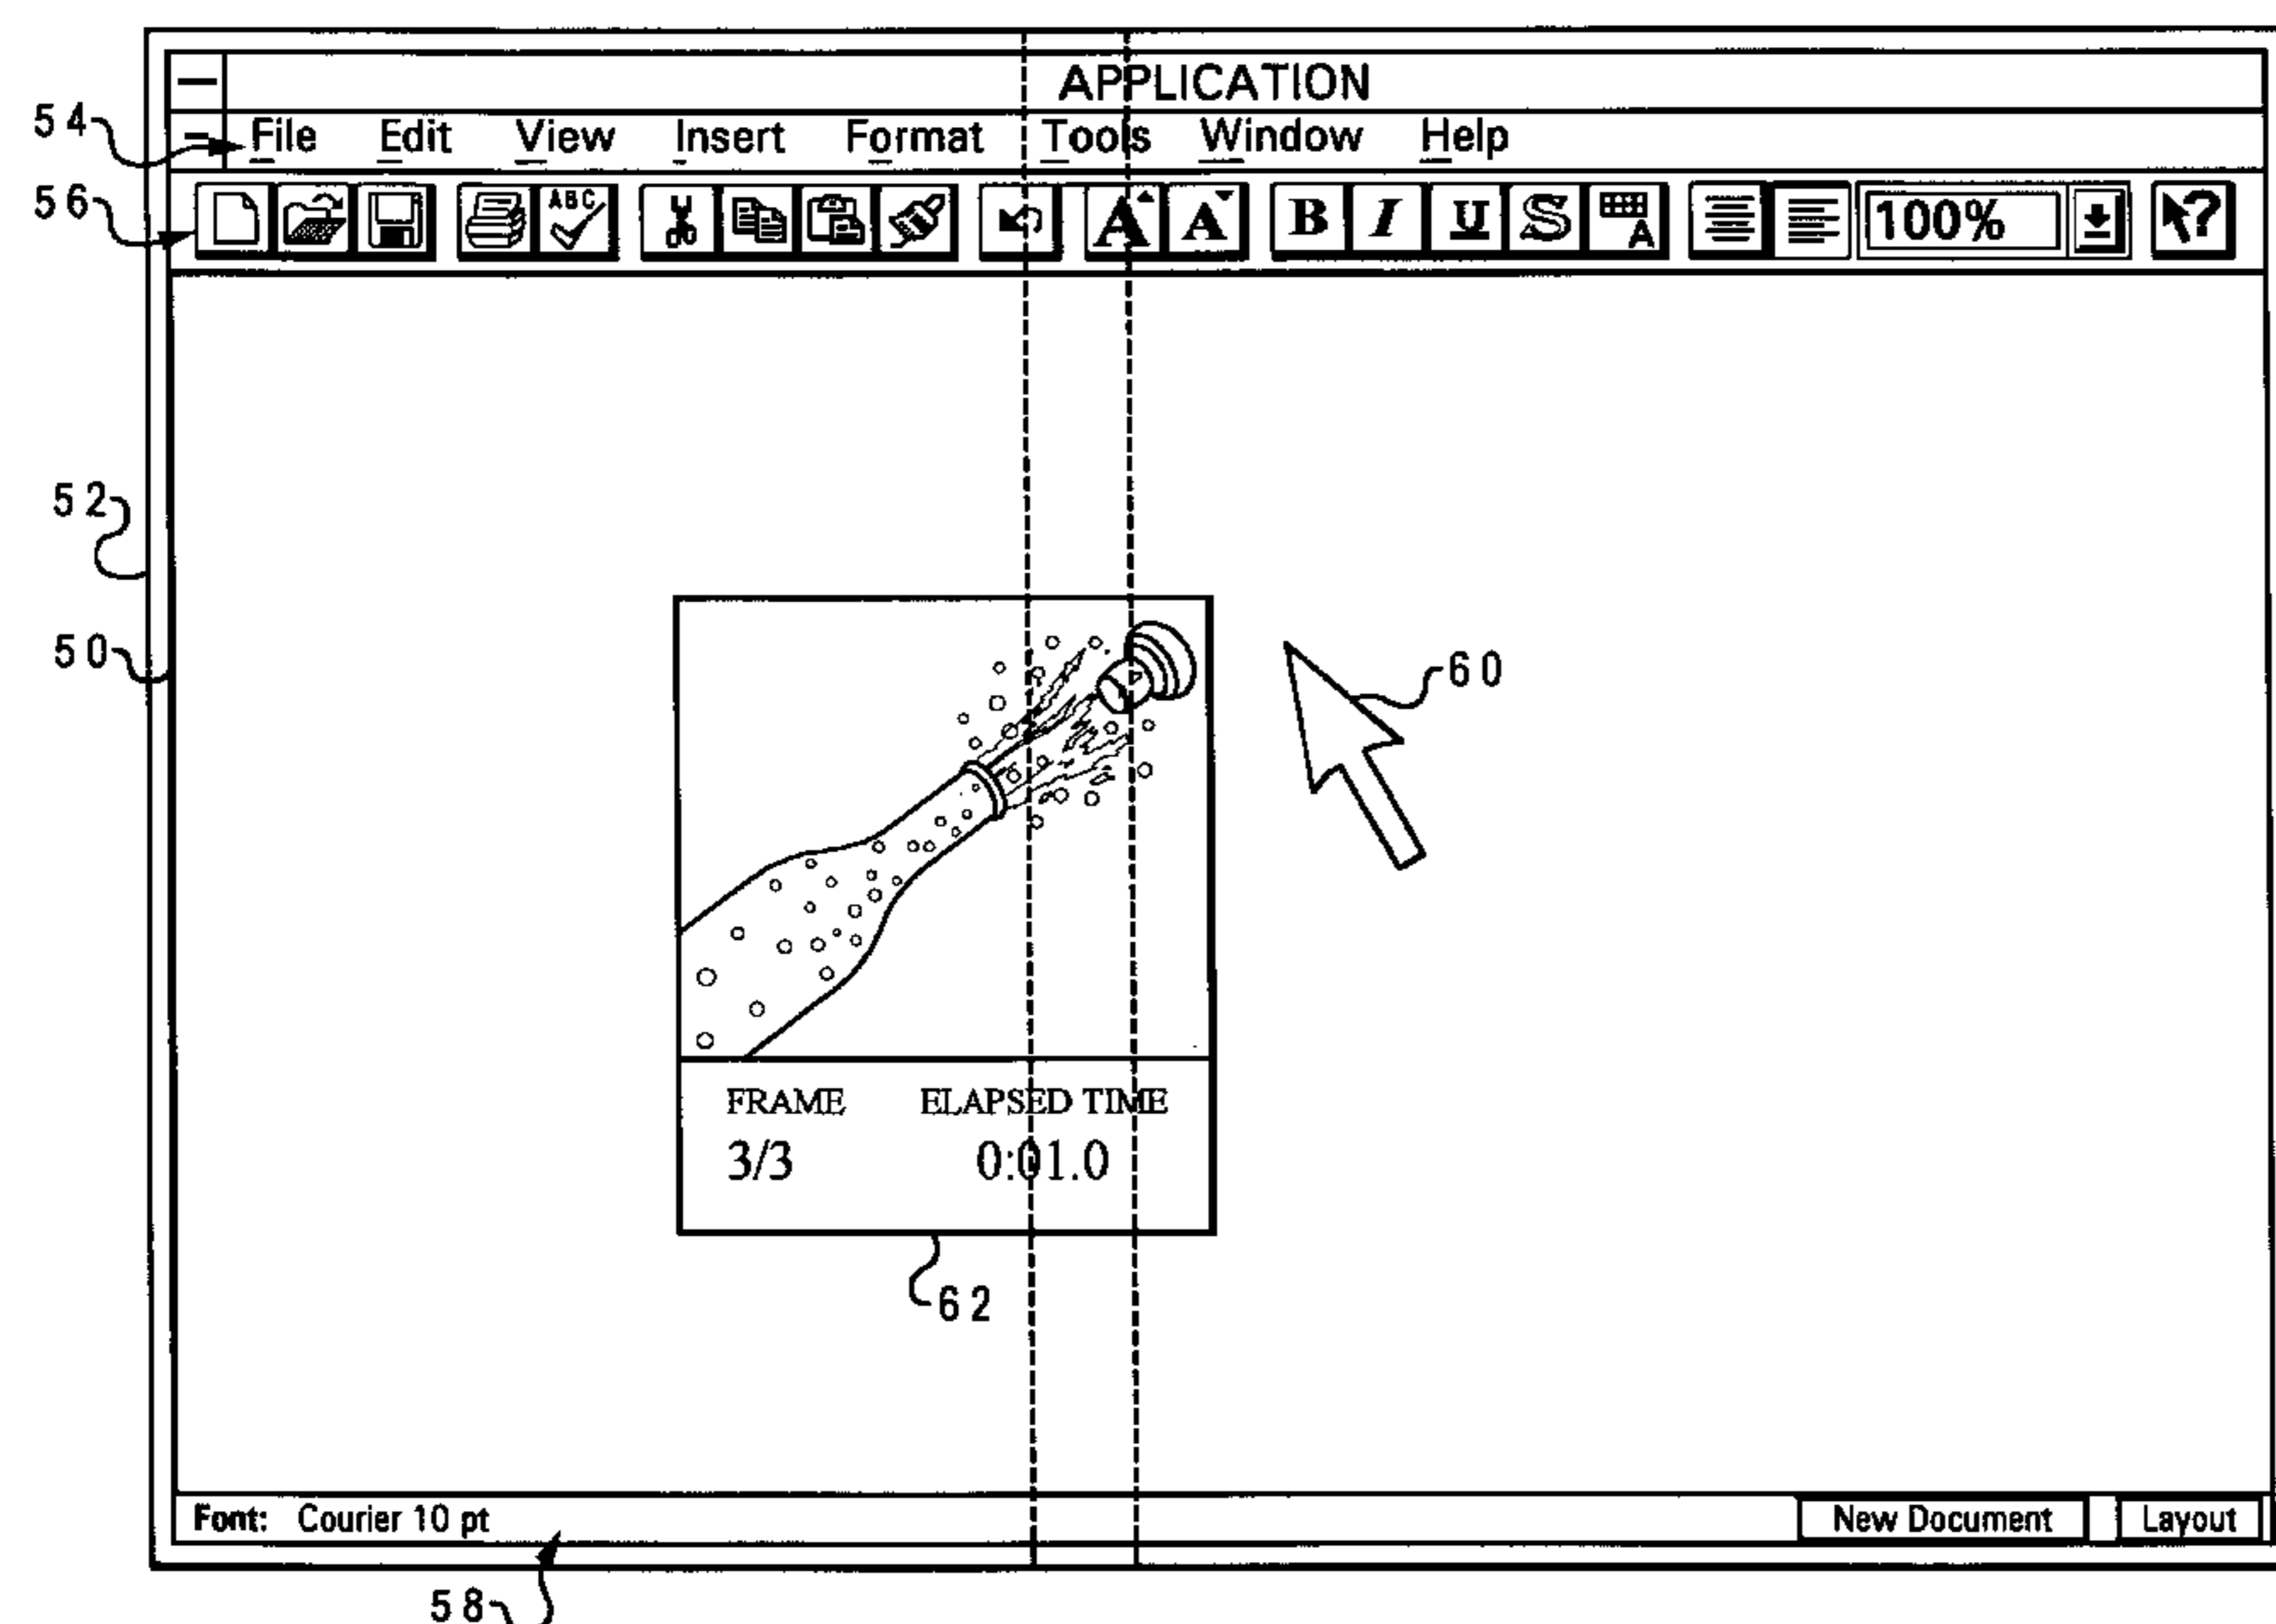 APPLICATION
54
File Edit View Insert Format Tools Window Help
56
ABC A A B I U S A 100% ?
52
50
60
FRAME ELAPSED TIME
3/3 0:01.0
62
Font: Courier 10 pt New Document Layout
58